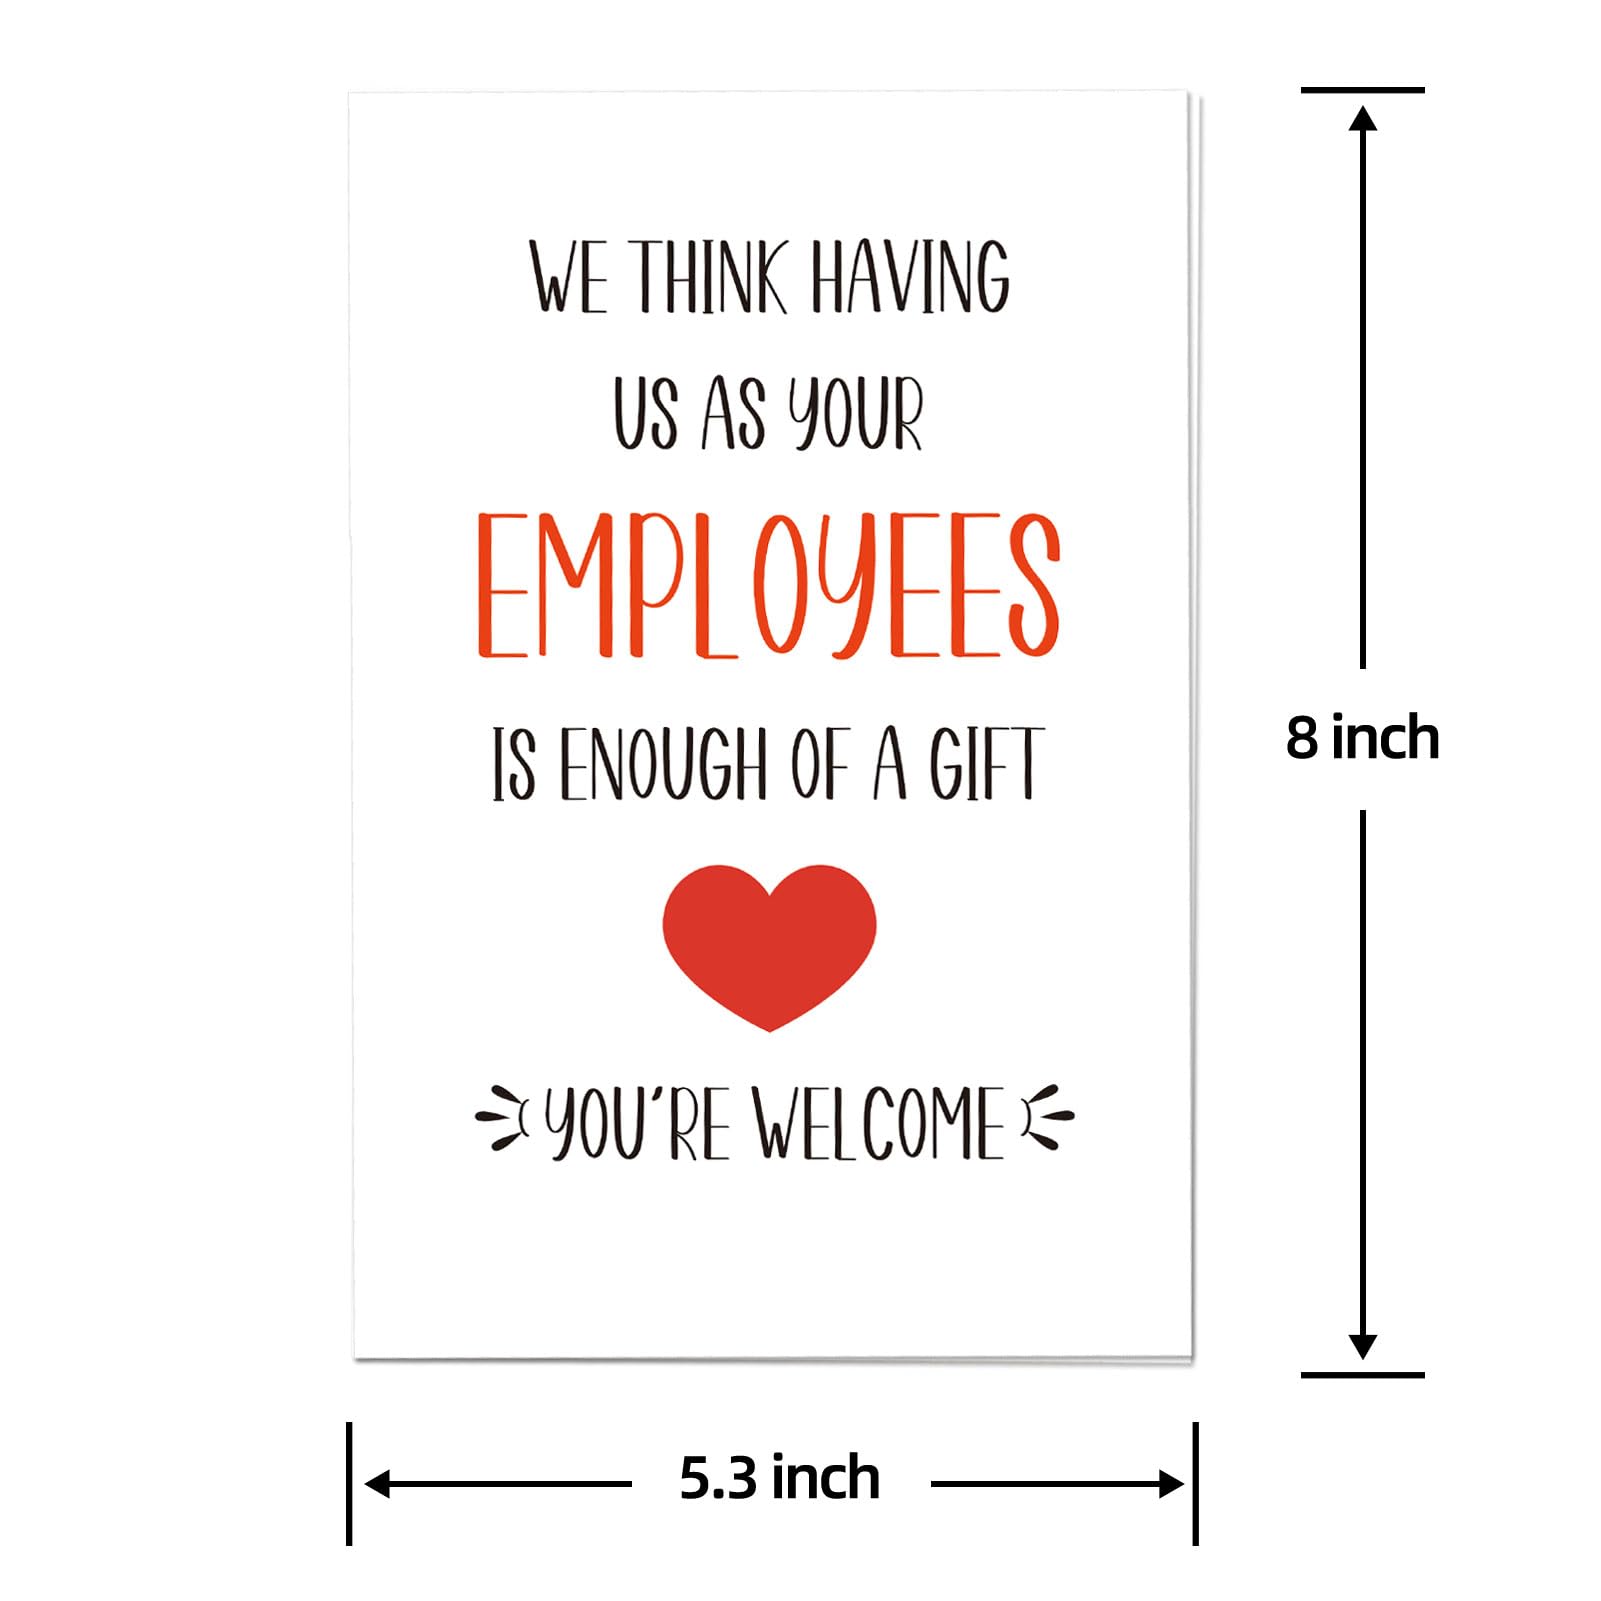 WE THINK HAVING
US AS YOUR
EMPLOYEES
IS ENOUGH OF A GIFT
YOU'RE WELCOME
8 inch
5.3 inch